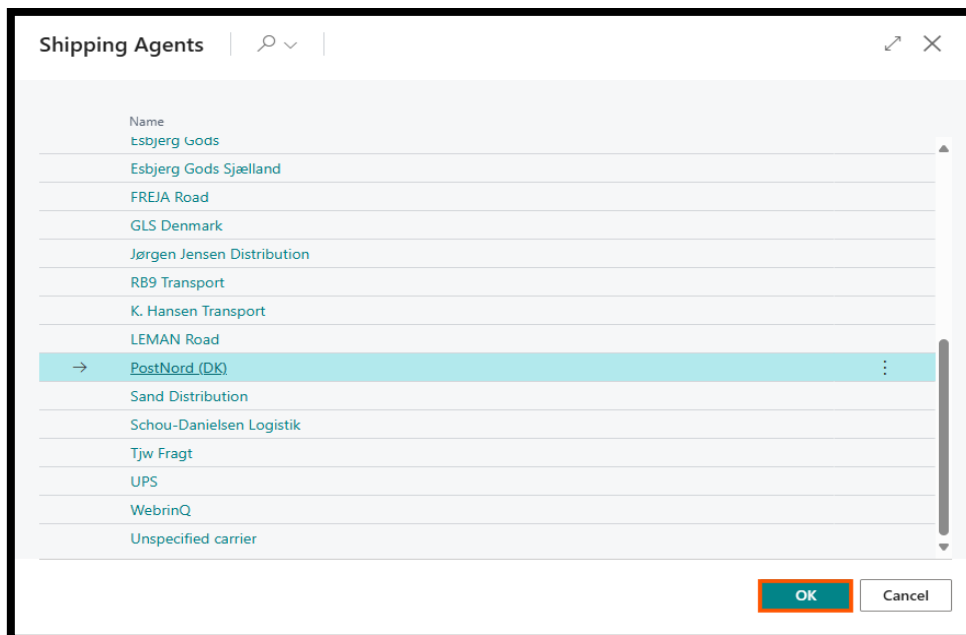 Shipping Agents
Name
Esbjerg Gods
Esbjerg Gods Sjælland
FREJA Road
GLS Denmark
Jørgen Jensen Distribution
RB9 Transport
K. Hansen Transport
LEMAN Road
PostNord (DK)
Sand Distribution
Schou-Danielsen Logistik
Tjw Fragt
UPS
WebrinQ
Unspecified carrier
OK Cancel